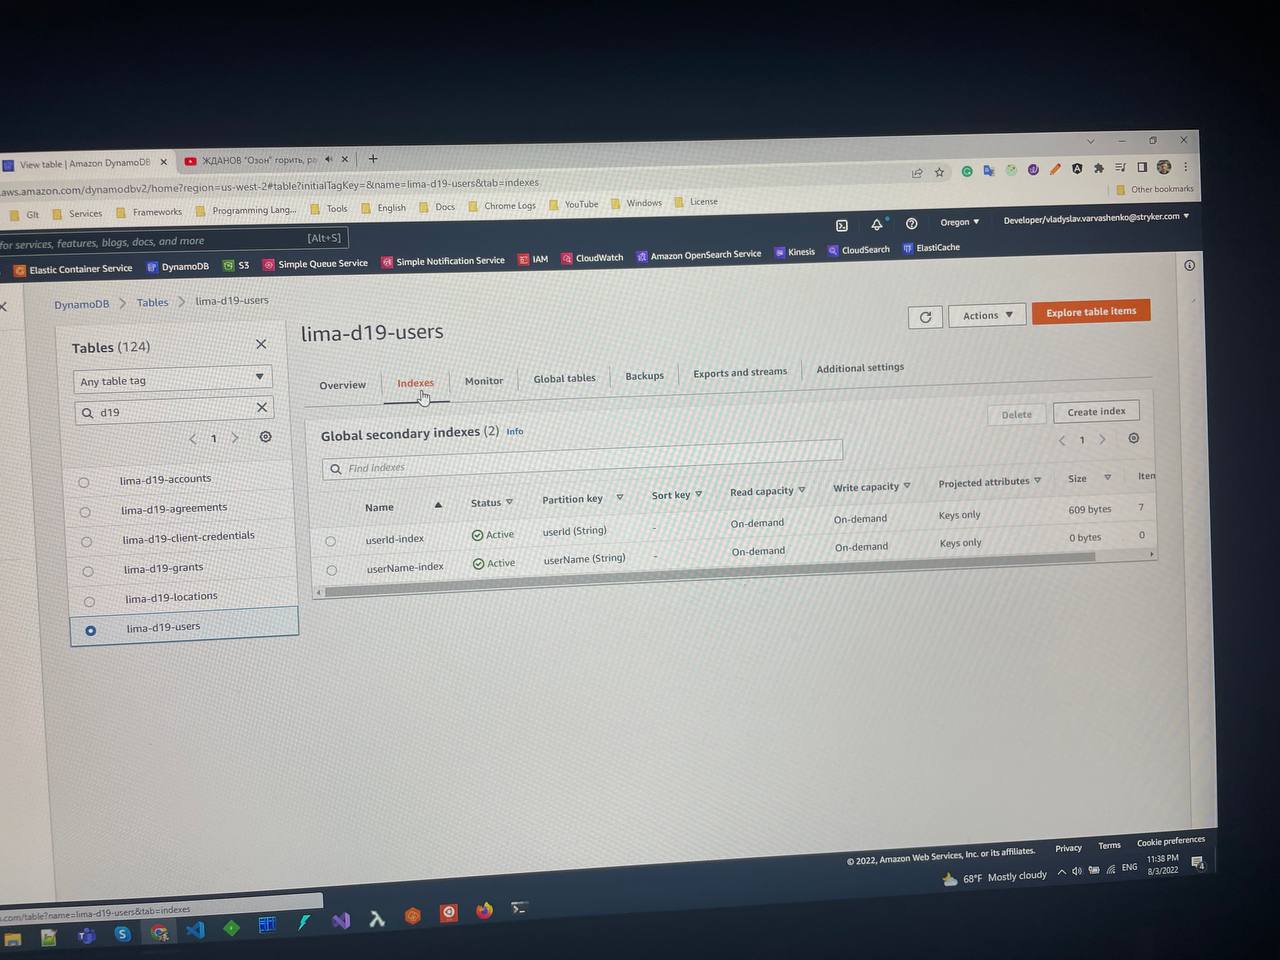 View table | Amazon DynamoDB
ЖДАНОВ "Озон" горить, ра
.aws.amazon.com/dynamodbv2/home?region=us-west-2#table?initialTagKey=&name=lima-d19-users&tab=indexes
GIt Services Frameworks Programming Lang... Tools English Docs Chrome Logs YouTube Windows License Other bookmarks
for services, features, blogs, docs, and more [Alt+S] Oregon Developer/vladyslav.varvashenko@stryker.com
Elastic Container Service DynamoDB S3 Simple Queue Service Simple Notification Service IAM CloudWatch Amazon OpenSearch Service Kinesis CloudSearch ElastiCache
DynamoDB Tables lima-d19-users
Tables (124)
Any table tag
d19
1
lima-d19-accounts
lima-d19-agreements
lima-d19-client-credentials
lima-d19-grants
lima-d19-locations
lima-d19-users
lima-d19-users
Actions Explore table items
Overview Indexes Monitor Global tables Backups Exports and streams Additional settings
Global secondary indexes (2) Info
Delete Create index
Find indexes
1
Name Status Partition key Sort key Read capacity Write capacity Projected attributes Size Iten
userId-index Active userId (String) - On-demand On-demand Keys only 609 bytes 7
userName-index Active userName (String) - On-demand On-demand Keys only 0 bytes 0
© 2022, Amazon Web Services, Inc. or its affiliates. Privacy Terms Cookie preferences
s.com/table?name=lima-d19-users&tab=indexes
68°F Mostly cloudy ENG 11:38 PM
8/3/2022
4